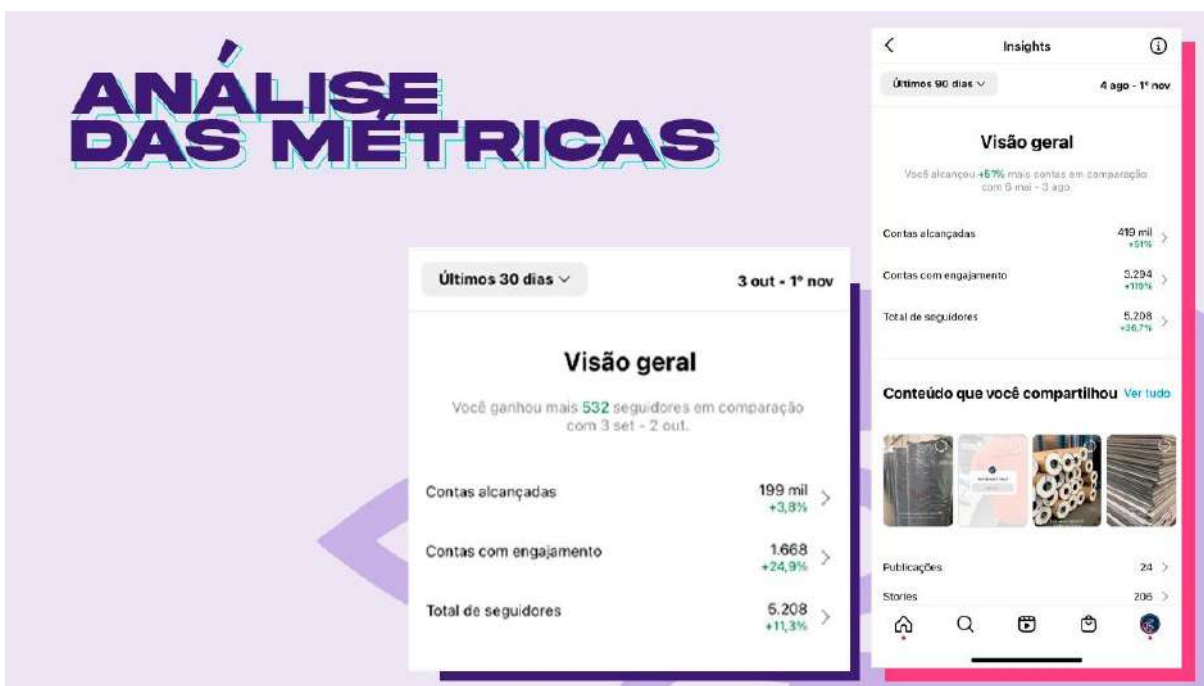 ANÁLISE
DAS MÉTRICAS
Últimos 30 dias
3 out - 1º nov
Visão geral
Você ganhou mais 532 seguidores em comparação
com 3 set - 2 out.
Contas alcançadas
199 mil
+3,8%
Contas com engajamento
1.668
+24,9%
Total de seguidores
5.208
+11,3%
Insights
Últimos 90 dias
4 ago - 1º nov
Visão geral
Você alcançou +51% mais contas em comparação
com 6 mai - 3 ago
Contas alcançadas
419 mil
+51%
Contas com engajamento
3.294
+119%
Total de seguidores
5.208
+36,7%
Conteúdo que você compartilhou Ver tudo
Publicações
24
Stories
206